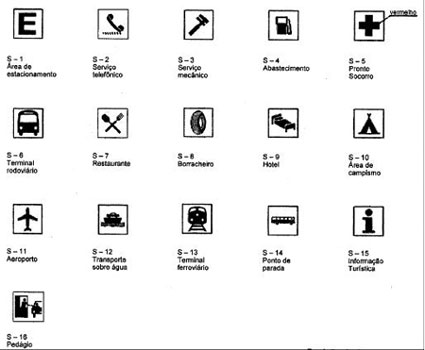 vermelho
E
S – 1
Área de
estacionamento
S – 2
Serviço
telefônico
S – 3
Serviço
mecânico
S – 4
Abastecimento
S – 5
Pronto
Socorro
S – 6
Terminal
rodoviário
S – 7
Restaurante
S – 8
Borracheiro
S – 9
Hotel
S – 10
Área de
campismo
S – 11
Aeroporto
S – 12
Transporte
sobre água
S – 13
Terminal
ferroviário
S – 14
Ponto de
parada
i
S – 15
Informação
Turística
S – 16
Pedágio